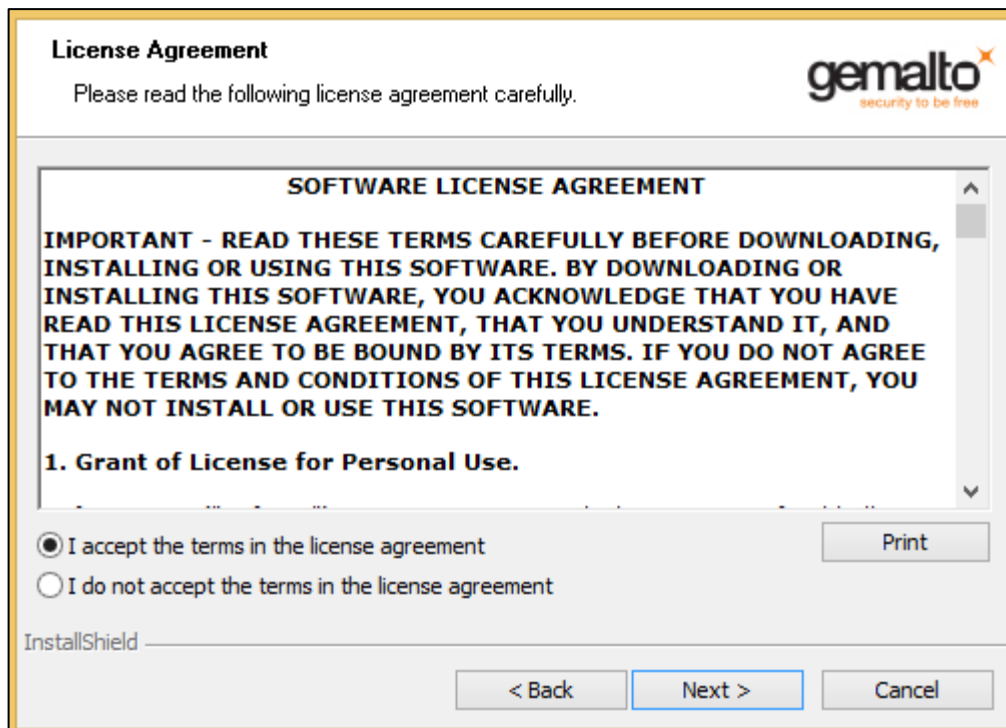 License Agreement
Please read the following license agreement carefully.
gemalto
security to be free
SOFTWARE LICENSE AGREEMENT
IMPORTANT - READ THESE TERMS CAREFULLY BEFORE DOWNLOADING,
INSTALLING OR USING THIS SOFTWARE. BY DOWNLOADING OR
INSTALLING THIS SOFTWARE, YOU ACKNOWLEDGE THAT YOU HAVE
READ THIS LICENSE AGREEMENT, THAT YOU UNDERSTAND IT, AND
THAT YOU AGREE TO BE BOUND BY ITS TERMS. IF YOU DO NOT AGREE
TO THE TERMS AND CONDITIONS OF THIS LICENSE AGREEMENT, YOU
MAY NOT INSTALL OR USE THIS SOFTWARE.
1. Grant of License for Personal Use.
I accept the terms in the license agreement
Print
I do not accept the terms in the license agreement
InstallShield
< Back
Next >
Cancel